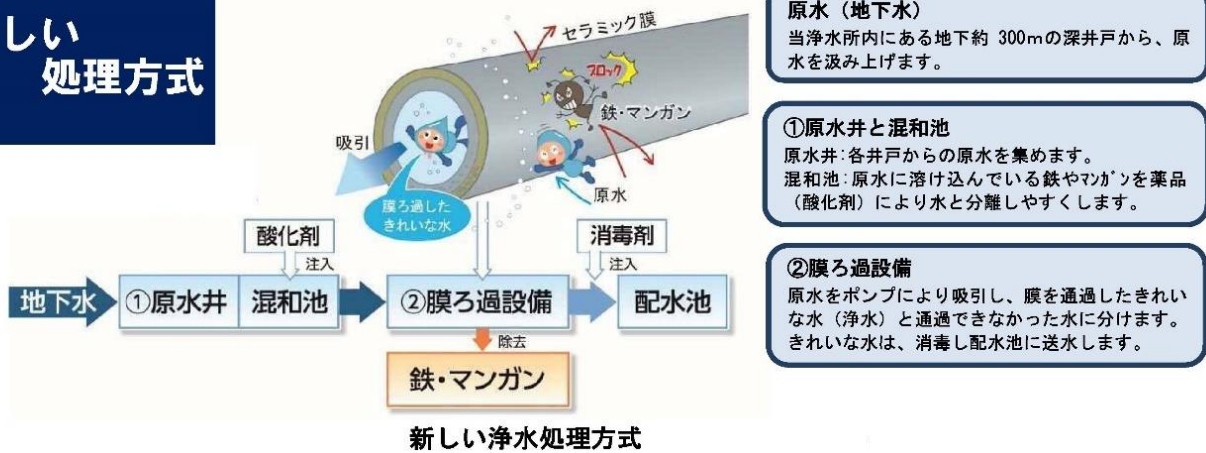 しい
処理方式
セラミック膜
ブロック
鉄・マンガン
吸引
原水
膜ろ過した
きれいな水
酸化剤
注入
消毒剤
注入
地下水
①原水井
混和池
②膜ろ過設備
配水池
除去
鉄・マンガン
新しい浄水処理方式
原水（地下水）
当浄水所内にある地下約 300mの深井戸から、原
水を汲み上げます。
①原水井と混和池
原水井：各井戸からの原水を集めます。
混和池：原水に溶け込んでいる鉄やﾏﾝｶﾞﾝを薬品
（酸化剤）により水と分離しやすくします。
②膜ろ過設備
原水をポンプにより吸引し、膜を通過したきれい
な水（浄水）と通過できなかった水に分けます。
きれいな水は、消毒し配水池に送水します。